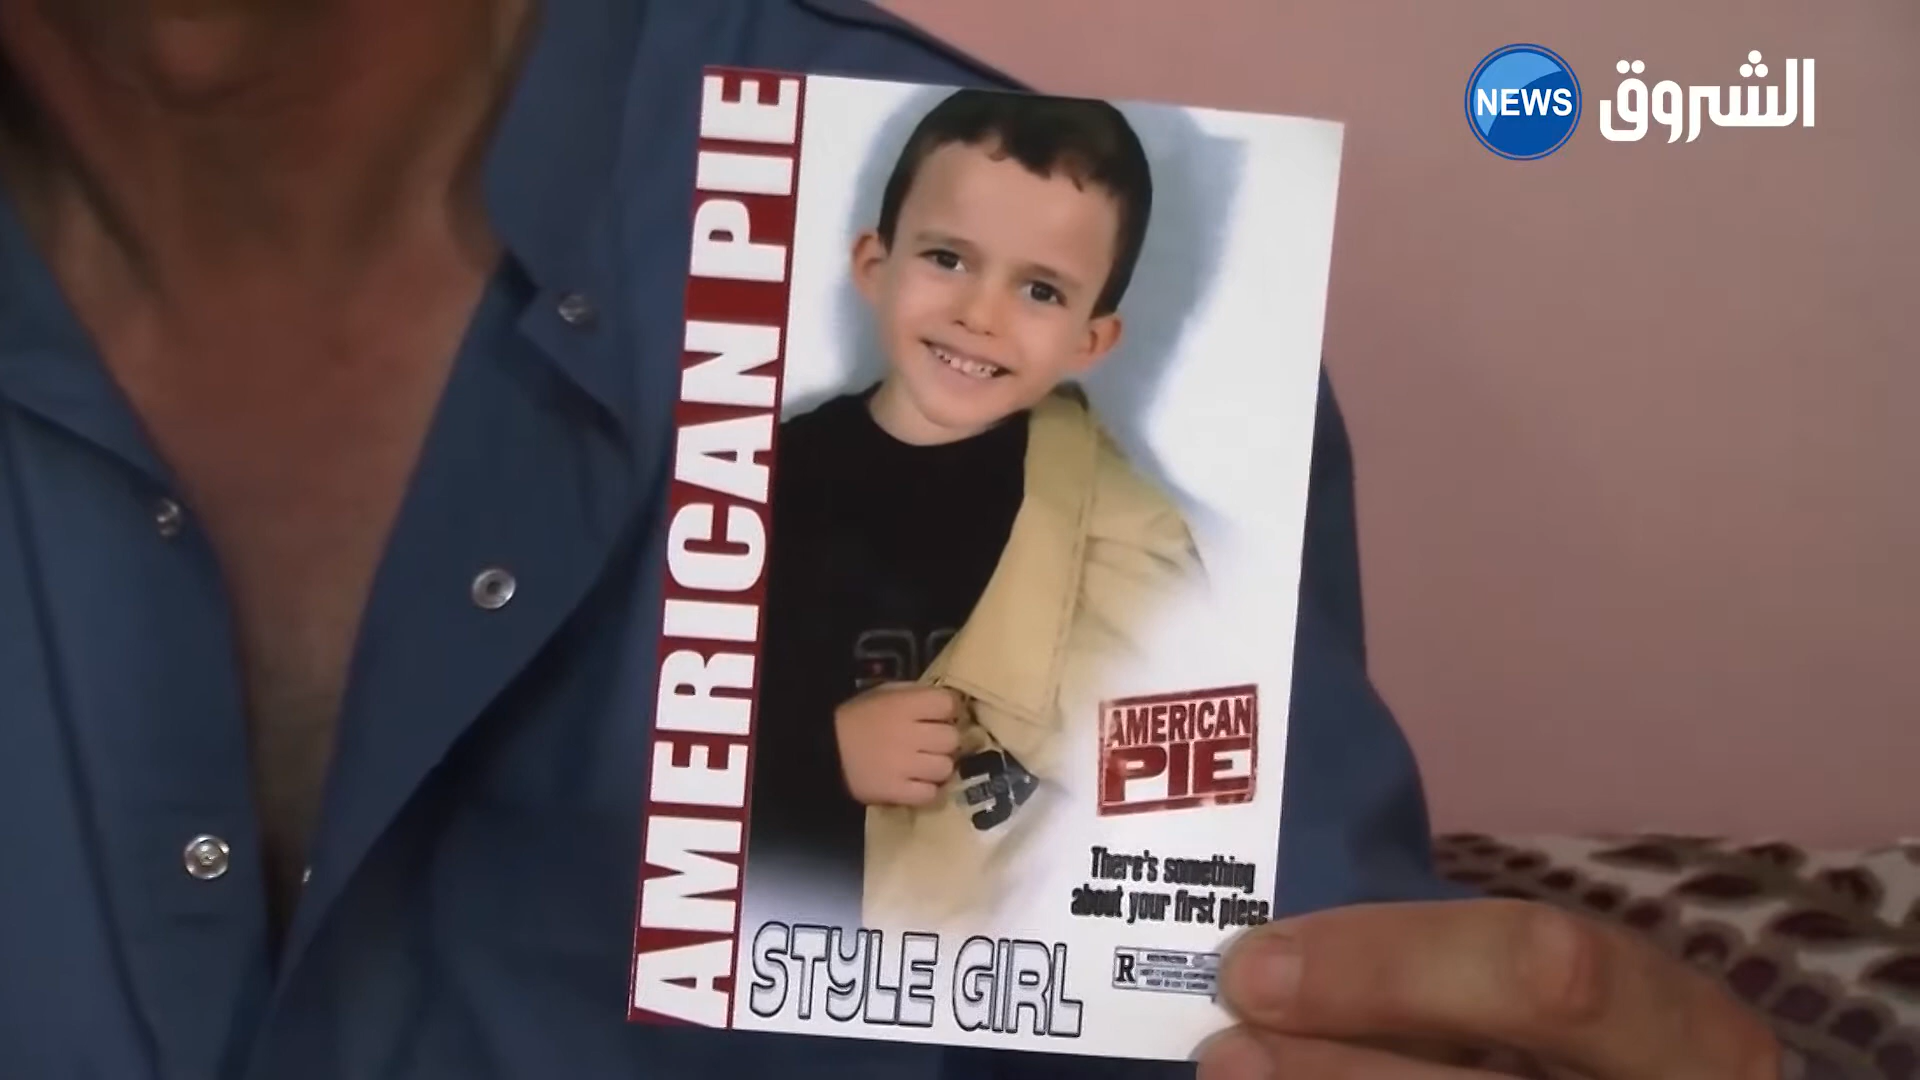 NEWS
الشروق
AMERICAN PIE
AMERICAN
PIE
There's something
about your first piece
STYLE GIRL
R